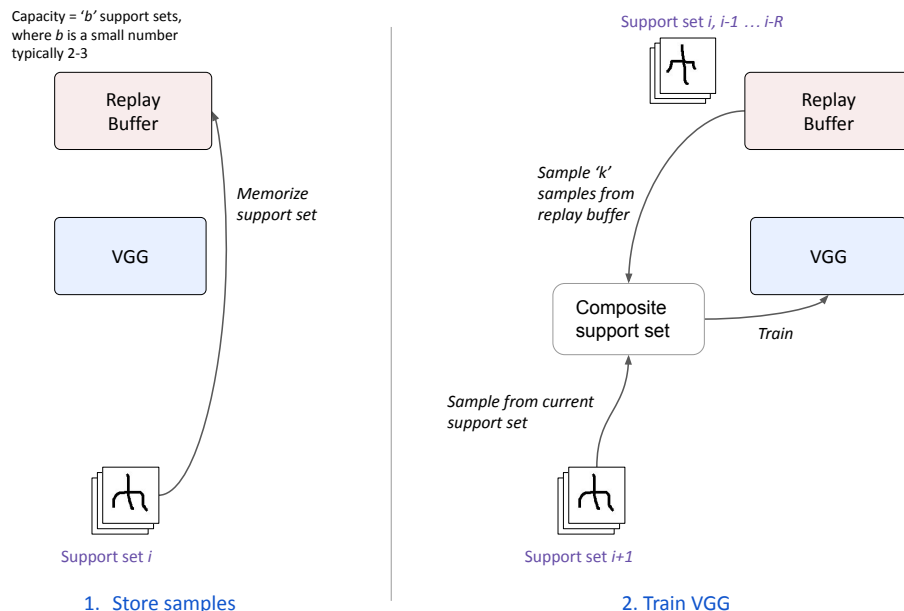 Capacity = ‘b’ support sets,
where b is a small number
typically 2-3
Replay
Buffer
Memorize
support set
VGG
Support set i
1. Store samples
Support set i, i-1 … i-R
Replay
Buffer
Sample ‘k’
samples from
replay buffer
VGG
Composite
support set
Train
Sample from current
support set
Support set i+1
2. Train VGG